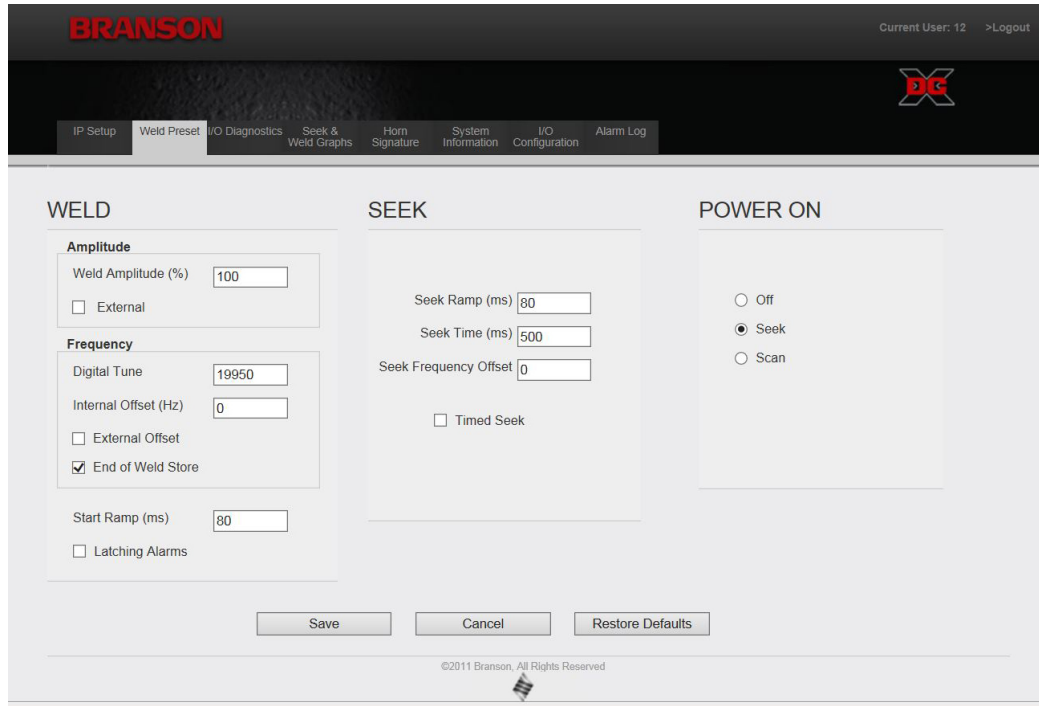 BRANSON
Current User: 12 >Logout
DG
IP Setup
Weld Preset
I/O Diagnostics
Seek &
Weld Graphs
Horn
Signature
System
Information
I/O
Configuration
Alarm Log
WELD
Amplitude
Weld Amplitude (%) 100
External
Frequency
Digital Tune 19950
Internal Offset (Hz) 0
External Offset
End of Weld Store
Start Ramp (ms) 80
Latching Alarms
SEEK
Seek Ramp (ms) 80
Seek Time (ms) 500
Seek Frequency Offset 0
Timed Seek
POWER ON
Off
Seek
Scan
Save
Cancel
Restore Defaults
©2011 Branson, All Rights Reserved